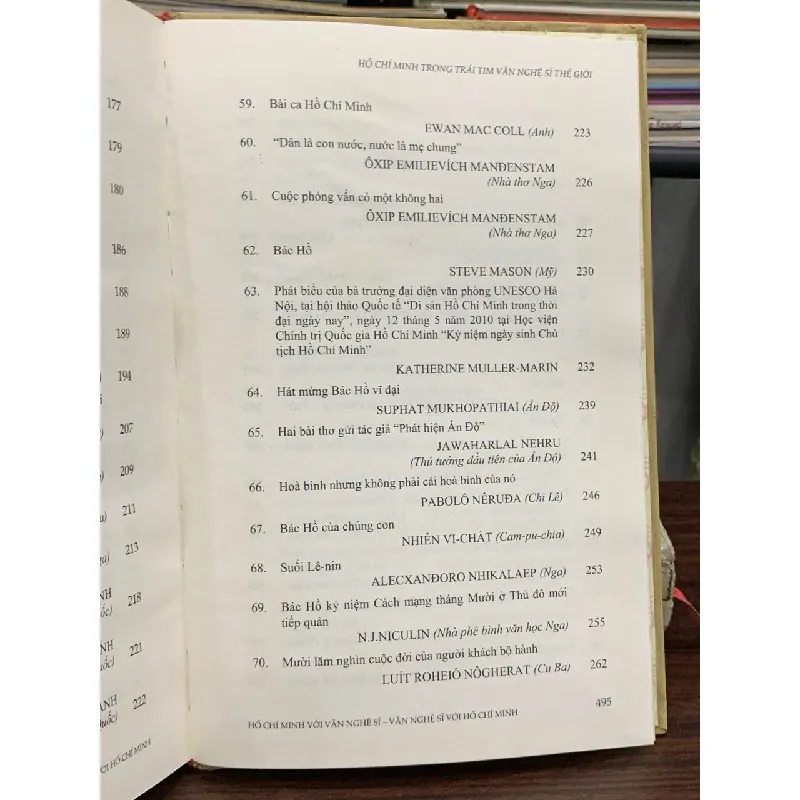 177
179
180
186
188
189
194
207
209
211
213
218
221
222
HỒ CHÍ MINH TRONG TRÁI TIM VĂN NGHỆ SĨ THẾ GIỚI
59. Bài ca Hồ Chí Minh
EWAN MAC COLL (Anh) 223
60. “Dân là con nước, nước là mẹ chung”
ÔXIP EMILIEVÍCH MANĐENSTAM
(Nhà thơ Nga) 226
61. Cuộc phỏng vấn có một không hai
ÔXIP EMILIEVÍCH MANĐENSTAM
(Nhà thơ Nga) 227
62. Bác Hồ
STEVE MASON (Mỹ) 230
63. Phát biểu của bà trưởng đại diện văn phòng UNESCO Hà
Nội, tại hội thảo Quốc tế “Di sản Hồ Chí Minh trong thời
đại ngày nay”, ngày 12 tháng 5 năm 2010 tại Học viện
Chính trị Quốc gia Hồ Chí Minh “Kỷ niệm ngày sinh Chủ
tịch Hồ Chí Minh”
KATHERINE MULLER-MARIN 232
64. Hát mừng Bác Hồ vĩ đại
SUPHAT MUKHOPATHIAI (Ấn Độ) 239
65. Hai bài thơ gửi tác giả “Phát hiện Ấn Độ”
JAWAHARLAL NEHRU
(Thủ tướng đầu tiên của Ấn Độ) 241
66. Hoà bình nhưng không phải cái hoà bình của nó
PABOLÔ NÊRUĐA (Chi Lê) 246
67. Bác Hồ của chúng con
NHIÊN VI-CHÁT (Cam-pu-chia) 249
68. Suối Lê-nin
ALECXANĐORO NHIKALAEP (Nga) 253
69. Bác Hồ kỷ niệm Cách mạng tháng Mười ở Thủ đô mới
tiếp quản
N.J.NICULIN (Nhà phê bình văn học Nga) 255
70. Mười lăm nghìn cuộc đời của người khách bộ hành
LUÍT ROHEIÔ NÔGHERAT (Cu Ba) 262
HỒ CHÍ MINH VỚI VĂN NGHỆ SĨ – VĂN NGHỆ SĨ VỚI HỒ CHÍ MINH 495